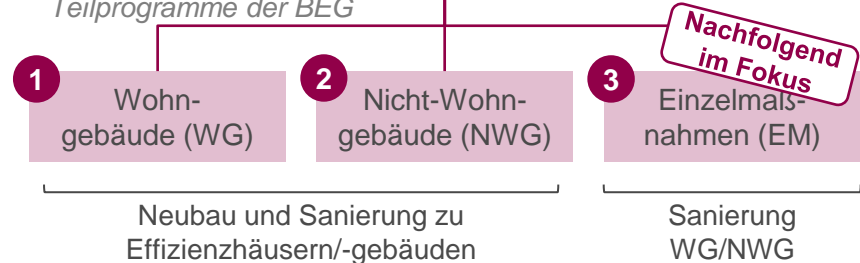 Teilprogramme der BEG
Nachfolgend
im Fokus
1
Wohn-
gebäude (WG)
2
Nicht-Wohn-
gebäude (NWG)
3
Einzelmaß-
nahmen (EM)
Neubau und Sanierung zu
Effizienzhäusern/-gebäuden
Sanierung
WG/NWG